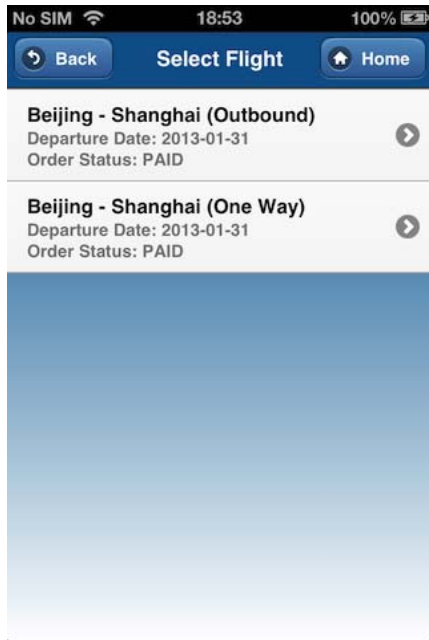 No SIM 18:53 100%
Back Select Flight Home
Beijing - Shanghai (Outbound)
Departure Date: 2013-01-31
Order Status: PAID
Beijing - Shanghai (One Way)
Departure Date: 2013-01-31
Order Status: PAID